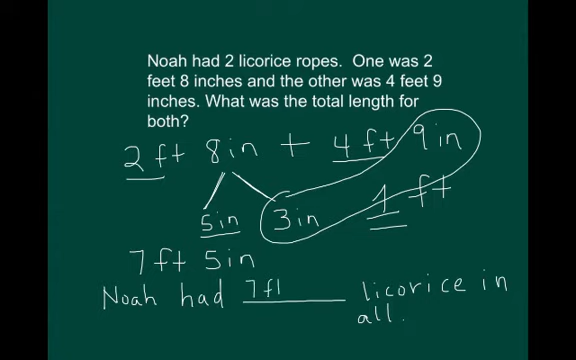 Noah had 2 licorice ropes. One was 2
feet 8 inches and the other was 4 feet 9
inches. What was the total length for
both?
2 ft 8 in + 4 ft 9 in
5 in 3 in 1 ft
7 ft 5 in
Noah had 7 f licorice in
all.